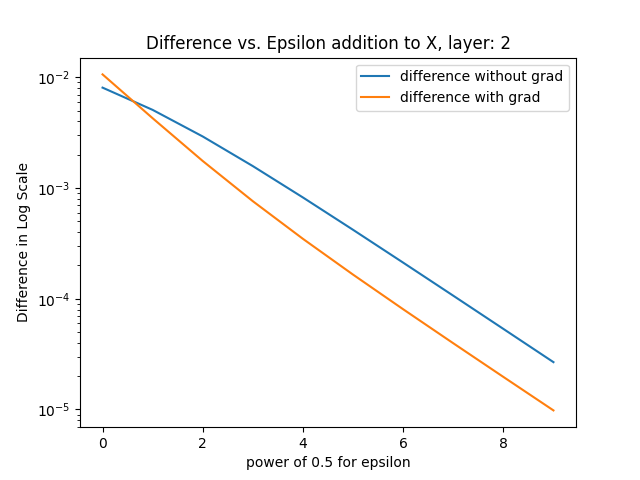 Difference vs. Epsilon addition to X, layer: 2
difference without grad
difference with grad
Difference in Log Scale
10⁻²
10⁻³
10⁻⁴
10⁻⁵
0 2 4 6 8
power of 0.5 for epsilon